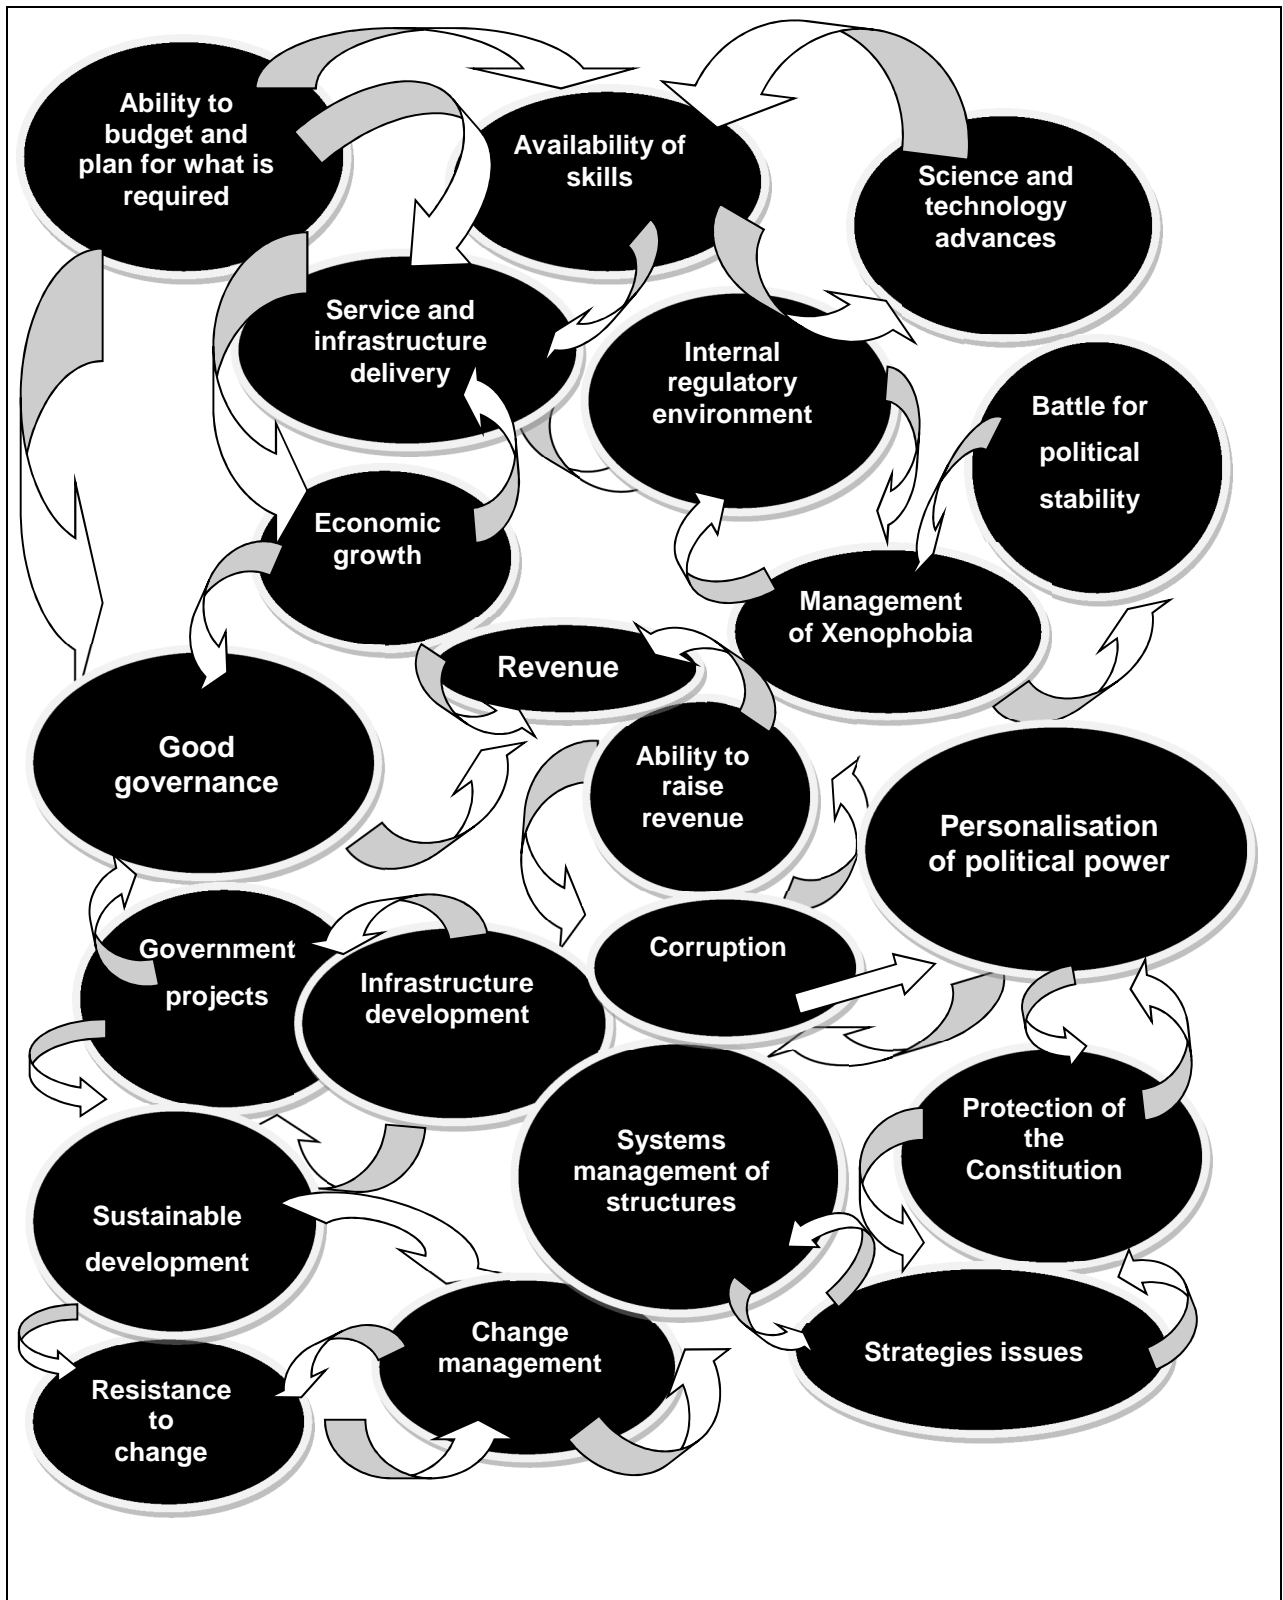 Ability to
budget and
plan for what is
required
Availability of
skills
Science and
technology
advances
Service and
infrastructure
delivery
Internal
regulatory
environment
Battle for
political
stability
Economic
growth
Management
of Xenophobia
Revenue
Good
governance
Ability to
raise
revenue
Personalisation
of political power
Government
projects
Infrastructure
development
Corruption
Systems
management of
structures
Protection of
the
Constitution
Sustainable
development
Change
management
Strategies issues
Resistance
to
change